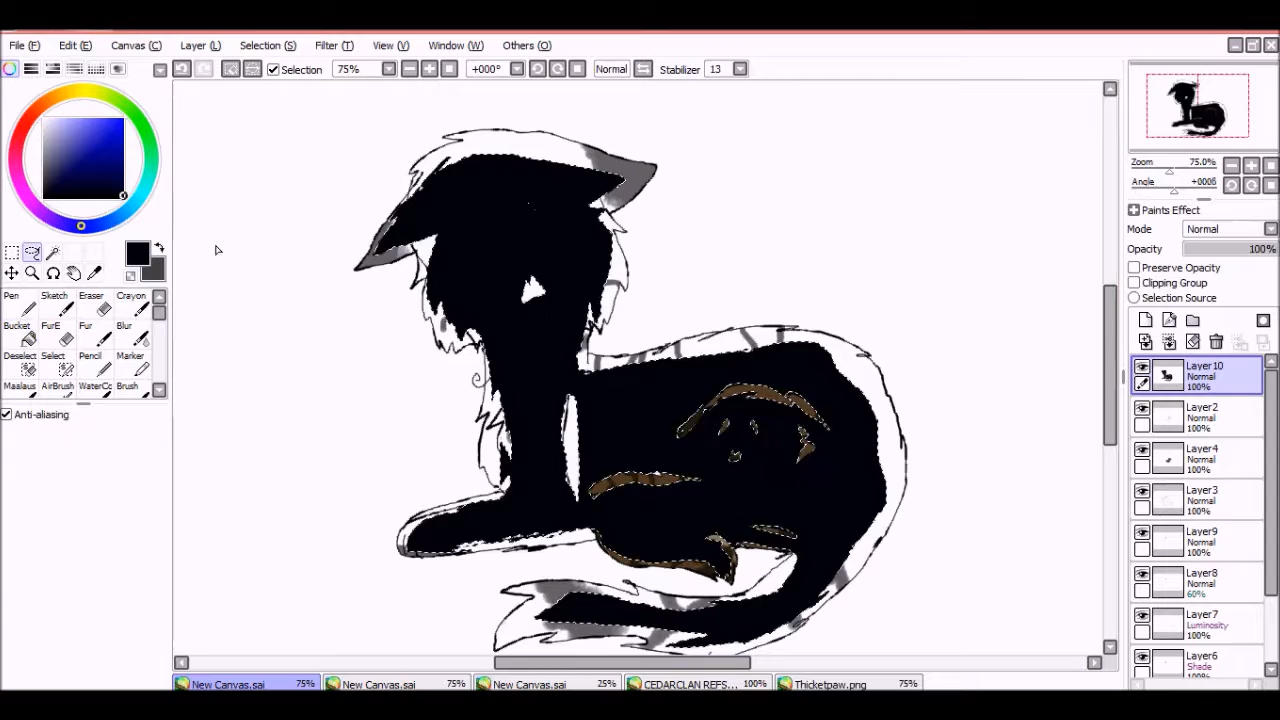 File (F) Edit (E) Canvas (C) Layer (L) Selection (S) Filter (T) View (V) Window (W) Others (O)
Selection 75% +000° Normal Stabilizer 13
Zoom 75.0%
Angle +0006
Paints Effect
Mode Normal
Opacity 100%
Preserve Opacity
Clipping Group
Selection Source
Pen Sketch Eraser Crayon
Bucket FurE Fur Blur
Deselect Select Pencil Marker
Maalaus AirBrush WaterCc Brush
Anti-aliasing
Layer10
Normal
100%
Layer2
Normal
100%
Layer4
Normal
100%
Layer3
Normal
100%
Layer9
Normal
100%
Layer8
Normal
60%
Layer7
Luminosity
100%
Layer6
Shade
New Canvas.sai 75% New Canvas.sai 75% New Canvas.sai 25% CEDARCLAN REFS... 100% Thicketpaw.png 75%